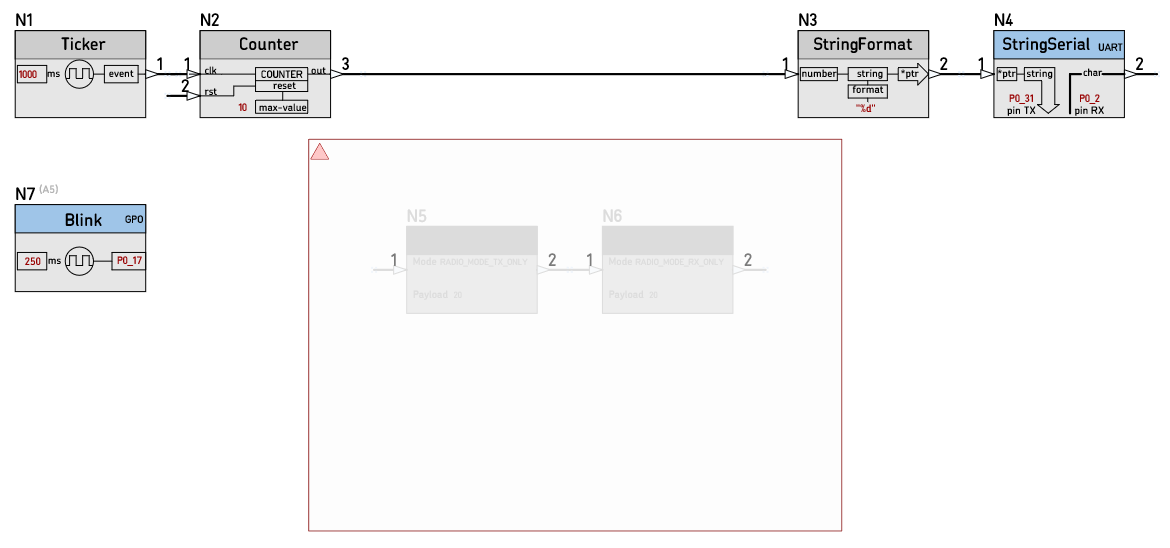 N1
Ticker
1000 ms event 1
N2
Counter
1 clk COUNTER out 3
2 rst reset
10 max-value
N3
StringFormat
1 number string *ptr 2
format
"%d"
N4
StringSerial UART
1 *ptr string char 2
P0_31 P0_2
pin TX pin RX
N7 (A5)
Blink GPO
250 ms P0_17
N5
1 Mode RADIO_MODE_TX_ONLY 2
Payload 20
N6
1 Mode RADIO_MODE_RX_ONLY 2
Payload 20